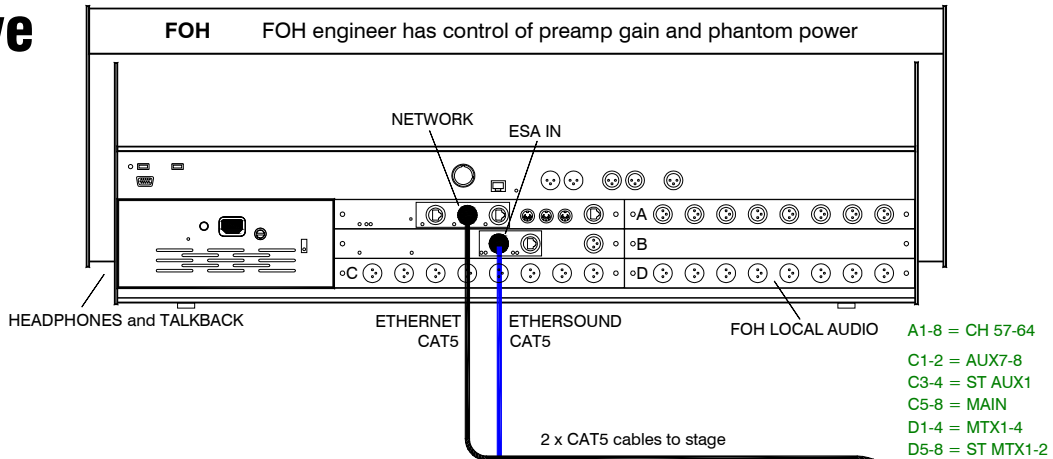 ve
FOH FOH engineer has control of preamp gain and phantom power
NETWORK
ESA IN
A
B
C
D
HEADPHONES and TALKBACK
ETHERNET
CAT5
ETHERSOUND
CAT5
FOH LOCAL AUDIO
A1-8 = CH 57-64
C1-2 = AUX7-8
C3-4 = ST AUX1
C5-8 = MAIN
D1-4 = MTX1-4
D5-8 = ST MTX1-2
2 x CAT5 cables to stage